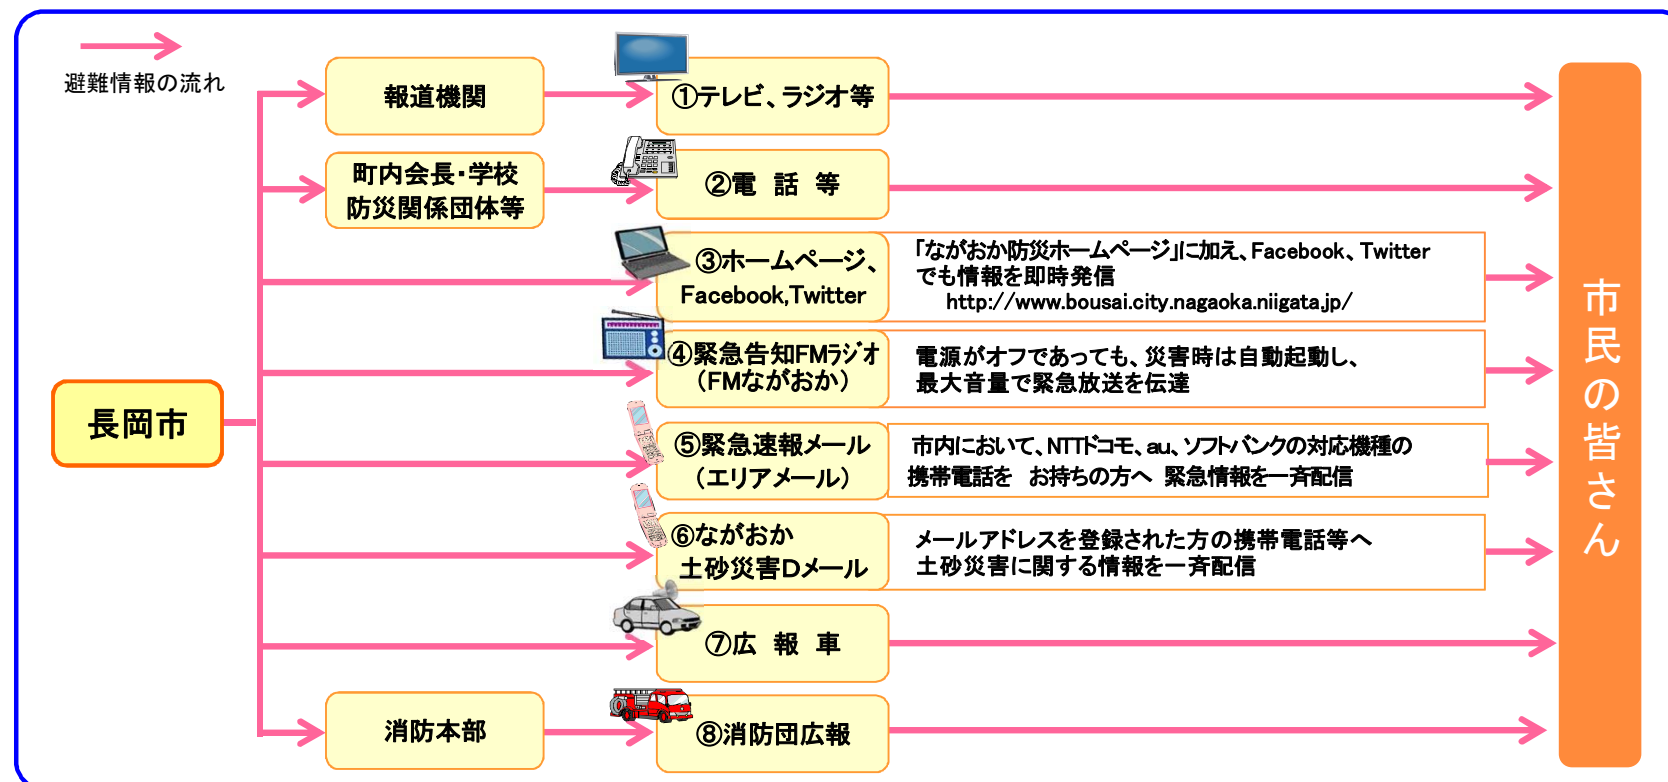 避難情報の流れ
報道機関
①テレビ、ラジオ等
町内会長・学校
防災関係団体等
②電 話 等
③ホームページ、
Facebook,Twitter
「ながおか防災ホームページ」に加え、Facebook、Twitter
でも情報を即時発信
http://www.bousai.city.nagaoka.niigata.jp/
④緊急告知FMラジオ
(FMながおか)
電源がオフであっても、災害時は自動起動し、
最大音量で緊急放送を伝達
長岡市
⑤緊急速報メール
(エリアメール)
市内において、NTTドコモ、au、ソフトバンクの対応機種の
携帯電話を お持ちの方へ 緊急情報を一斉配信
⑥ながおか
土砂災害Dメール
メールアドレスを登録された方の携帯電話等へ
土砂災害に関する情報を一斉配信
⑦広 報 車
消防本部
⑧消防団広報
市民の皆さん